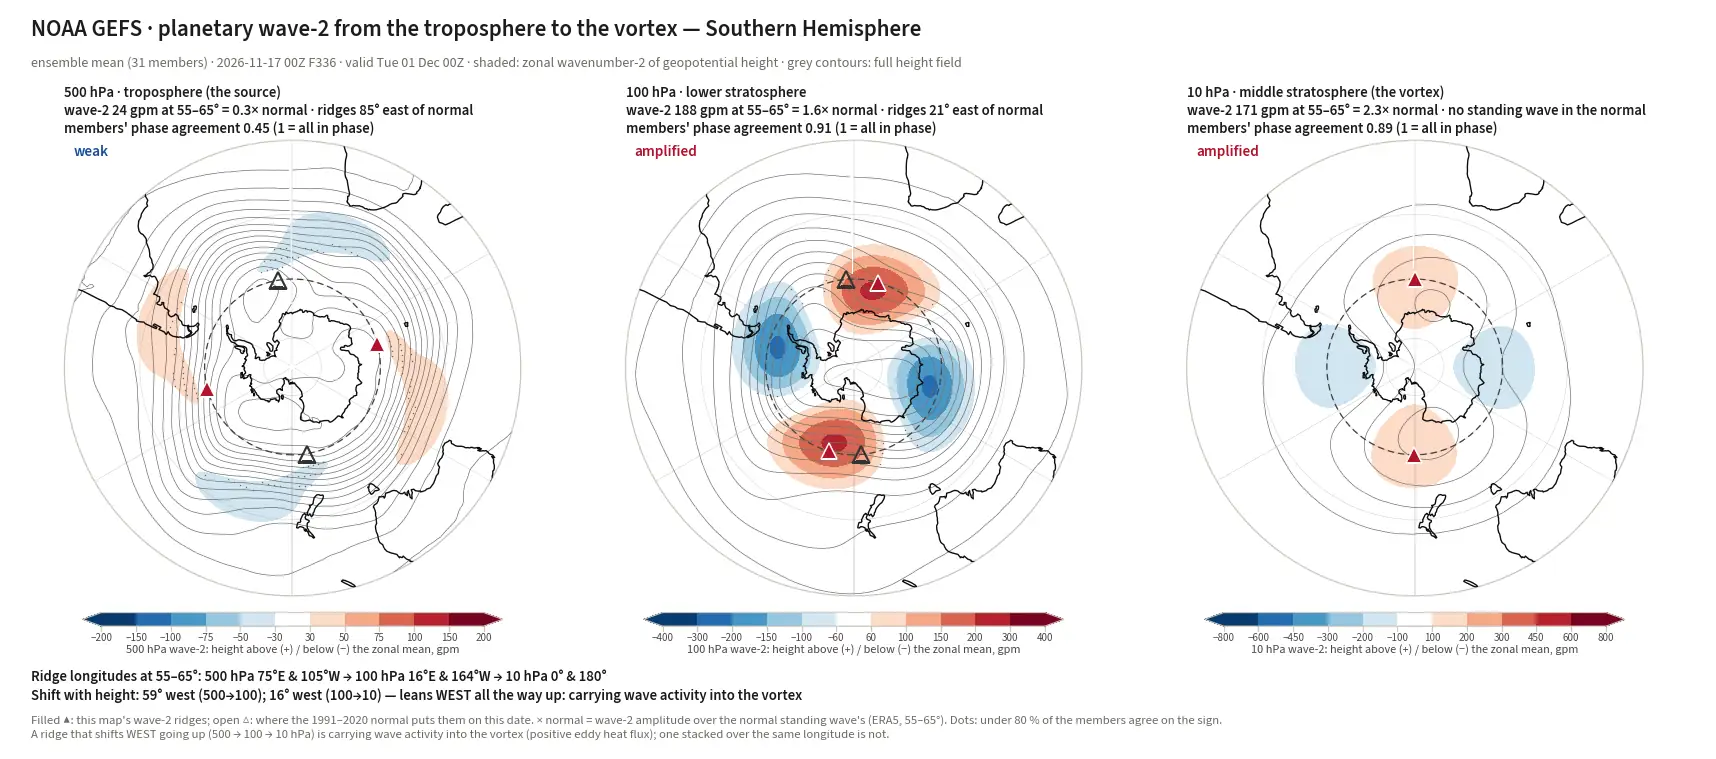 NOAA GEFS · planetary wave-2 from the troposphere to the vortex — Southern Hemisphere
ensemble mean (31 members) · 2026-11-17 00Z F336 · valid Tue 01 Dec 00Z · shaded: zonal wavenumber-2 of geopotential height · grey contours: full height field
500 hPa · troposphere (the source)
wave-2 24 gpm at 55–65° = 0.3× normal · ridges 85° east of normal
members' phase agreement 0.45 (1 = all in phase)
weak
100 hPa · lower stratosphere
wave-2 188 gpm at 55–65° = 1.6× normal · ridges 21° east of normal
members' phase agreement 0.91 (1 = all in phase)
amplified
10 hPa · middle stratosphere (the vortex)
wave-2 171 gpm at 55–65° = 2.3× normal · no standing wave in the normal
members' phase agreement 0.89 (1 = all in phase)
amplified
−200 −150 −100 −75 −50 −30 30 50 75 100 150 200
500 hPa wave-2: height above (+) / below (−) the zonal mean, gpm
−400 −300 −200 −150 −100 −60 60 100 150 200 300 400
100 hPa wave-2: height above (+) / below (−) the zonal mean, gpm
−800 −600 −450 −300 −200 −100 100 200 300 450 600 800
10 hPa wave-2: height above (+) / below (−) the zonal mean, gpm
Ridge longitudes at 55–65°: 500 hPa 75°E & 105°W → 100 hPa 16°E & 164°W → 10 hPa 0° & 180°
Shift with height: 59° west (500→100); 16° west (100→10) — leans WEST all the way up: carrying wave activity into the vortex
Filled ▲: this map's wave-2 ridges; open △: where the 1991–2020 normal puts them on this date. × normal = wave-2 amplitude over the normal standing wave's (ERA5, 55–65°). Dots: under 80 % of the members agree on the sign.
A ridge that shifts WEST going up (500 → 100 → 10 hPa) is carrying wave activity into the vortex (positive eddy heat flux); one stacked over the same longitude is not.